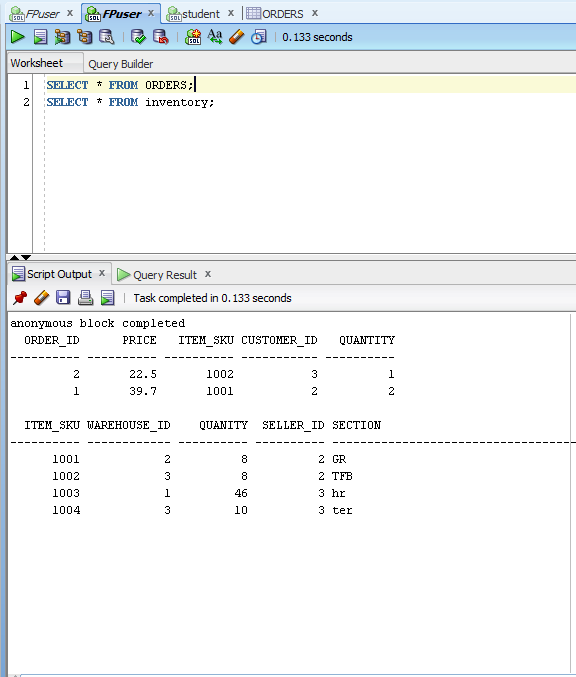 FPuser x FPuser x student x ORDERS x
0.133 seconds
Worksheet Query Builder
1 SELECT * FROM ORDERS;
2 SELECT * FROM inventory;
Script Output x Query Result x
Task completed in 0.133 seconds
anonymous block completed
ORDER_ID PRICE ITEM_SKU CUSTOMER_ID QUANTITY
---------- ---------- ---------- ----------- ----------
2 22.5 1002 3 1
1 39.7 1001 2 2
ITEM_SKU WAREHOUSE_ID QUANITY SELLER_ID SECTION
1001 2 8 2 GR
1002 3 8 2 TFB
1003 1 46 3 hr
1004 3 10 3 ter